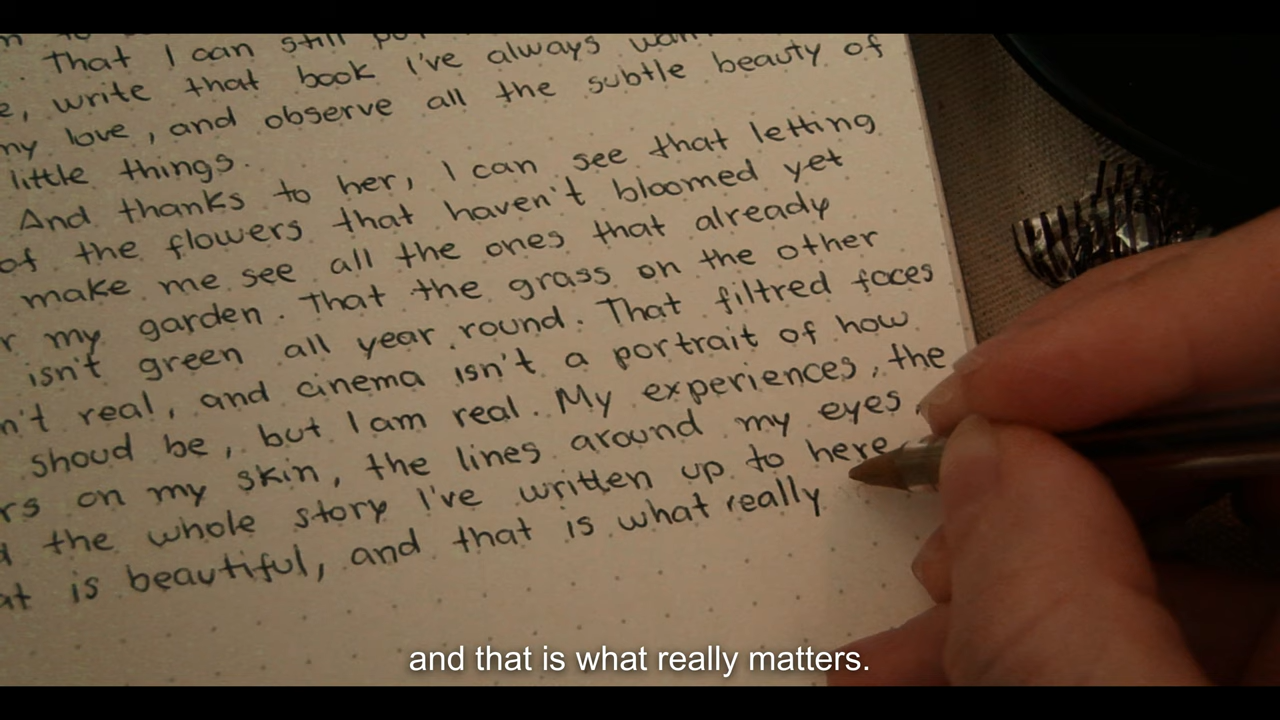 That I can still
write that book I've always
my love, and observe all the subtle beauty of
little things.
And thanks to her, I can see that letting
of the flowers that haven't bloomed yet
make me see all the ones that already
my garden. That the grass on the other
isn't green all year round. That filtred faces
real, and cinema isn't a portrait of how
shoud be, but I am real. My experiences, the
on my skin, the lines around my eyes,
the whole story I've written up to here
is beautiful, and that is what really
and that is what really matters.